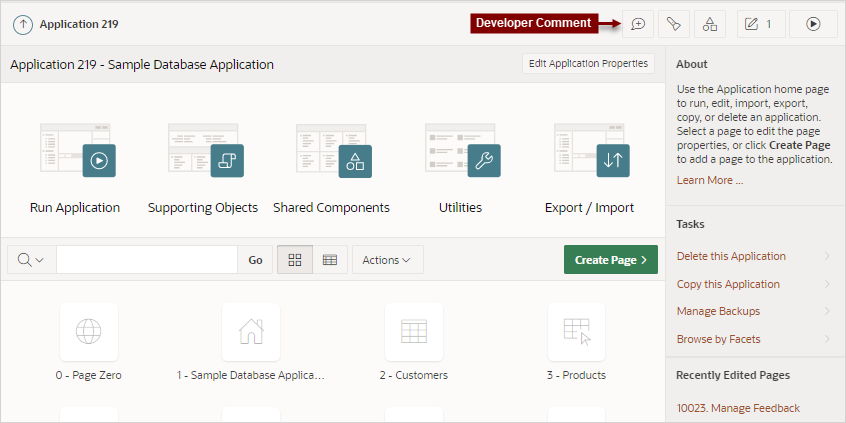 Application 219
Developer Comment
1
Application 219 - Sample Database Application
Edit Application Properties
Run Application
Supporting Objects
Shared Components
Utilities
Export / Import
Go
Actions
Create Page
0 - Page Zero
1 - Sample Database Applica...
2 - Customers
3 - Products
About
Use the Application home page
to run, edit, import, export,
copy, or delete an application.
Select a page to edit the page
properties, or click Create Page
to add a page to the application.
Learn More ...
Tasks
Delete this Application
Copy this Application
Manage Backups
Browse by Facets
Recently Edited Pages
10023. Manage Feedback